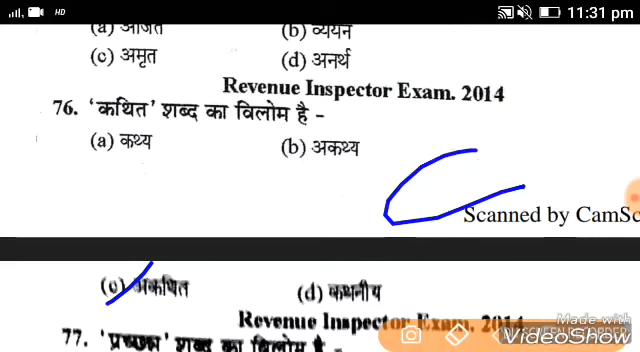 HD 11:31 pm
(a) अर्जित (b) व्ययन
(c) अमृत (d) अनर्थ
Revenue Inspector Exam. 2014
76. ‘कथित’ शब्द का विलोम है –
(a) कथ्य (b) अकथ्य
Scanned by CamSc
(c) अकथित (d) कथनीय
Revenue Inspector Exam. 2014
Made with
77. ‘प्रच्छन्न’ शब्द का विलोम है –
VideoShow